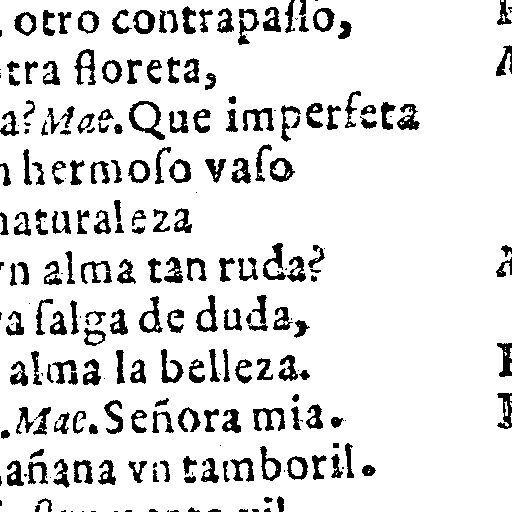 otro contrapasſo,
tra floreta,
a? Mae. Que imperfeta
hermoſo vaſo
naturaleza
vn alma tan ruda?
a ſalga de duda,
alma la belleza.
. Mae. Señora mia.
añana vn tamboril.